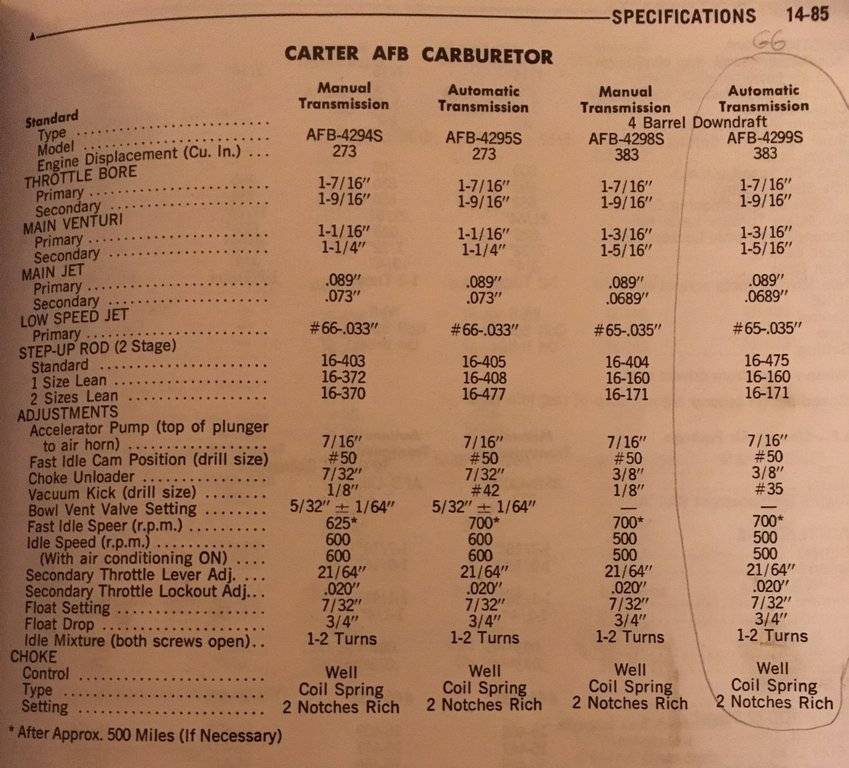 SPECIFICATIONS 14-85
66
CARTER AFB CARBURETOR
Manual Transmission Automatic Transmission Manual Transmission Automatic Transmission
Standard
Type .......... 4 Barrel Downdraft
Model .......... AFB-4294S AFB-4295S AFB-4298S AFB-4299S
Engine Displacement (Cu. In.) ... 273 273 383 383
THROTTLE BORE
Primary .......... 1-7/16" 1-7/16" 1-7/16" 1-7/16"
Secondary .......... 1-9/16" 1-9/16" 1-9/16" 1-9/16"
MAIN VENTURI
Primary .......... 1-1/16" 1-1/16" 1-3/16" 1-3/16"
Secondary .......... 1-1/4" 1-1/4" 1-5/16" 1-5/16"
MAIN JET
Primary .......... .089" .089" .089" .089"
Secondary .......... .073" .073" .0689" .0689"
LOW SPEED JET
Primary .......... #66-.033" #66-.033" #65-.035" #65-.035"
STEP-UP ROD (2 Stage)
Standard .......... 16-403 16-405 16-404 16-475
1 Size Lean .......... 16-372 16-408 16-160 16-160
2 Sizes Lean .......... 16-370 16-477 16-171 16-171
ADJUSTMENTS
Accelerator Pump (top of plunger
to air horn) .......... 7/16" 7/16" 7/16" 7/16"
Fast Idle Cam Position (drill size) #50 #50 #50 #50
Choke Unloader .......... 7/32" 7/32" 3/8" 3/8"
Vacuum Kick (drill size) ........ 1/8" #42 1/8" #35
Bowl Vent Valve Setting ........ 5/32" ± 1/64" 5/32" ± 1/64" — —
Fast Idle Speer (r.p.m.) .......... 625* 700* 700* 700*
Idle Speed (r.p.m.) .......... 600 600 500 500
(With air conditioning ON) .... 600 600 500 500
Secondary Throttle Lever Adj. ... 21/64" 21/64" 21/64" 21/64"
Secondary Throttle Lockout Adj... .020" .020" .020" .020"
Float Setting .......... 7/32" 7/32" 7/32" 7/32"
Float Drop .......... 3/4" 3/4" 3/4" 3/4"
Idle Mixture (both screws open).. 1-2 Turns 1-2 Turns 1-2 Turns 1-2 Turns
CHOKE
Control .......... Well Well Well Well
Type .......... Coil Spring Coil Spring Coil Spring Coil Spring
Setting .......... 2 Notches Rich 2 Notches Rich 2 Notches Rich 2 Notches Rich
* After Approx. 500 Miles (If Necessary)